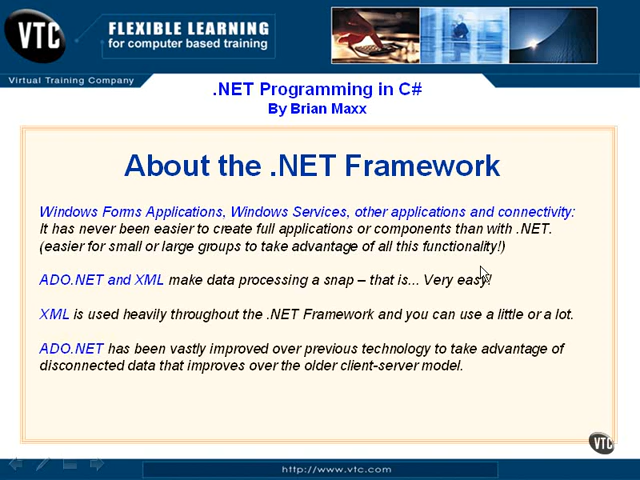 VTC
FLEXIBLE LEARNING
for computer based training
Virtual Training Company
.NET Programming in C#
By Brian Maxx
About the .NET Framework
Windows Forms Applications, Windows Services, other applications and connectivity:
It has never been easier to create full applications or components than with .NET.
(easier for small or large groups to take advantage of all this functionality!)
ADO.NET and XML make data processing a snap – that is... Very easy!
XML is used heavily throughout the .NET Framework and you can use a little or a lot.
ADO.NET has been vastly improved over previous technology to take advantage of
disconnected data that improves over the older client-server model.
VTC
http://www.vtc.com